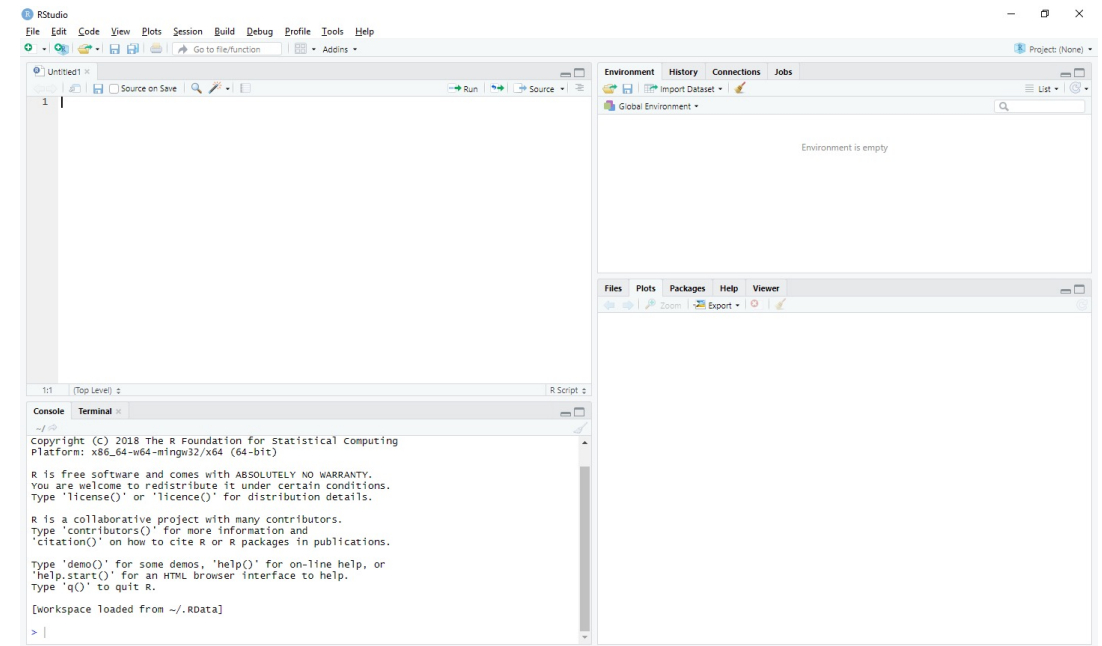 RStudio
File Edit Code View Plots Session Build Debug Profile Tools Help
Go to file/function Addins Project: (None)
Untitled1
Source on Save Run Source
1
1:1 (Top Level) R Script
Console Terminal
~/
Copyright (C) 2018 The R Foundation for Statistical Computing
Platform: x86_64-w64-mingw32/x64 (64-bit)
R is free software and comes with ABSOLUTELY NO WARRANTY.
You are welcome to redistribute it under certain conditions.
Type 'license()' or 'licence()' for distribution details.
R is a collaborative project with many contributors.
Type 'contributors()' for more information and
'citation()' on how to cite R or R packages in publications.
Type 'demo()' for some demos, 'help()' for on-line help, or
'help.start()' for an HTML browser interface to help.
Type 'q()' to quit R.
[Workspace loaded from ~/.RData]
>
Environment History Connections Jobs
Import Dataset List
Global Environment
Environment is empty
Files Plots Packages Help Viewer
Zoom Export